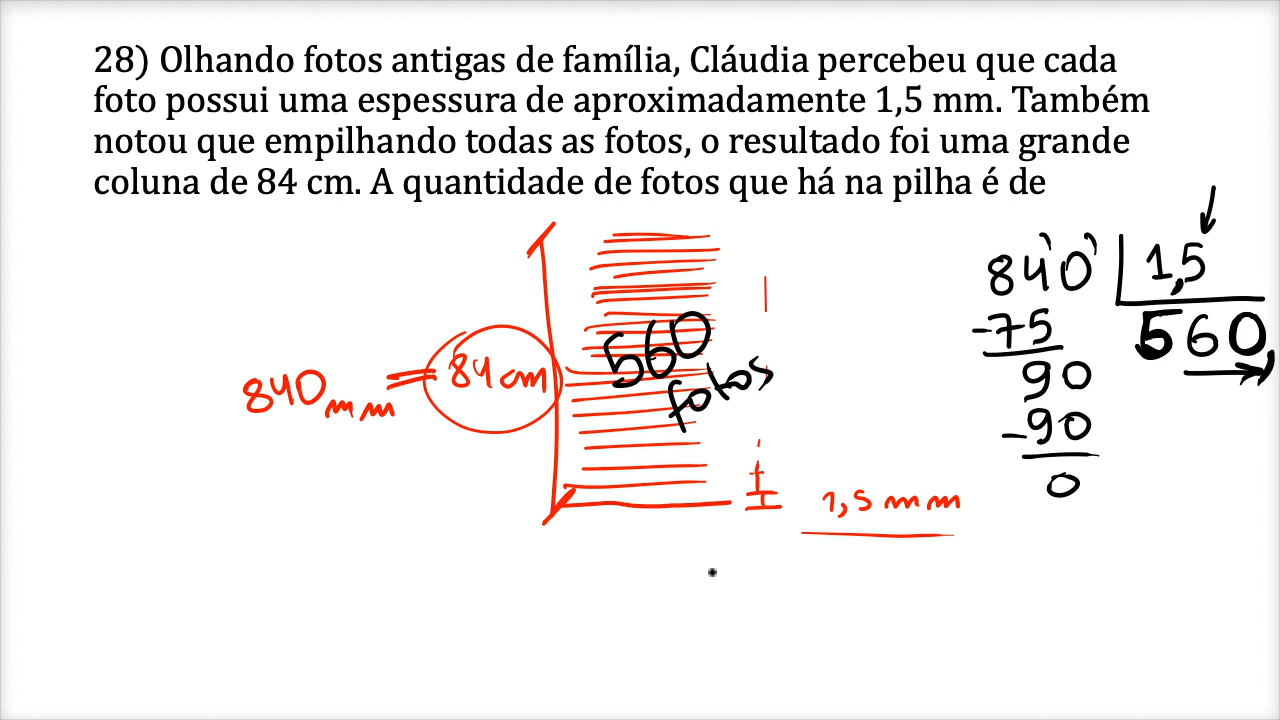 28) Olhando fotos antigas de família, Cláudia percebeu que cada
foto possui uma espessura de aproximadamente 1,5 mm. Também
notou que empilhando todas as fotos, o resultado foi uma grande
coluna de 84 cm. A quantidade de fotos que há na pilha é de
840 mm = 84 cm
560
fotos
1,5 mm
840 1,5
-75 560,
90
-90
0